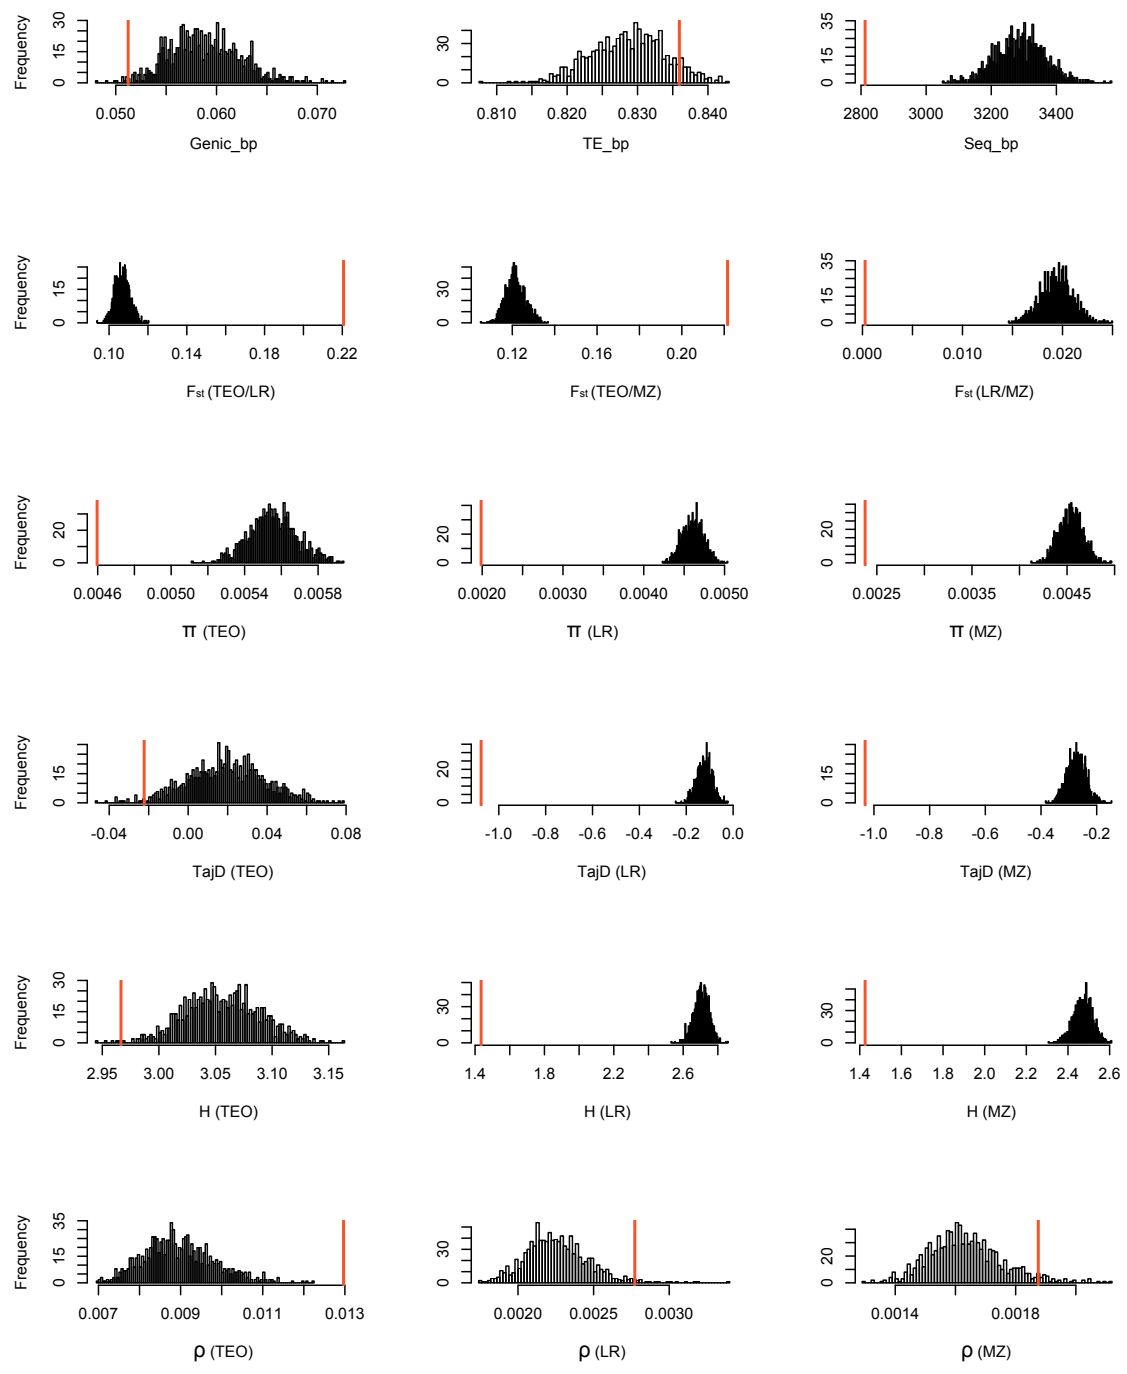 Frequency 0 15 30 0.050 0.060 0.070 Genic_bp
0 30 0.810 0.820 0.830 0.840 TE_bp
0 15 25 35 2800 3000 3200 3400 Seq_bp
Frequency 0 15 0.10 0.14 0.18 0.22 Fst (TEO/LR)
0 30 0.12 0.16 0.20 Fst (TEO/MZ)
0 15 25 35 0.000 0.010 0.020 Fst (LR/MZ)
Frequency 0 20 0.0046 0.0050 0.0054 0.0058 π (TEO)
0 20 0.0020 0.0030 0.0040 0.0050 π (LR)
0 20 0.0025 0.0035 0.0045 π (MZ)
Frequency 0 15 -0.04 0.00 0.04 0.08 TajD (TEO)
0 20 -1.0 -0.8 -0.6 -0.4 -0.2 0.0 TajD (LR)
0 15 -1.0 -0.8 -0.6 -0.4 -0.2 TajD (MZ)
Frequency 0 15 30 2.95 3.00 3.05 3.10 3.15 H (TEO)
0 30 1.4 1.8 2.2 2.6 H (LR)
0 30 1.4 1.6 1.8 2.0 2.2 2.4 2.6 H (MZ)
Frequency 0 15 25 35 0.007 0.009 0.011 0.013 ρ (TEO)
0 30 0.0020 0.0025 0.0030 ρ (LR)
0 20 0.0014 0.0018 ρ (MZ)